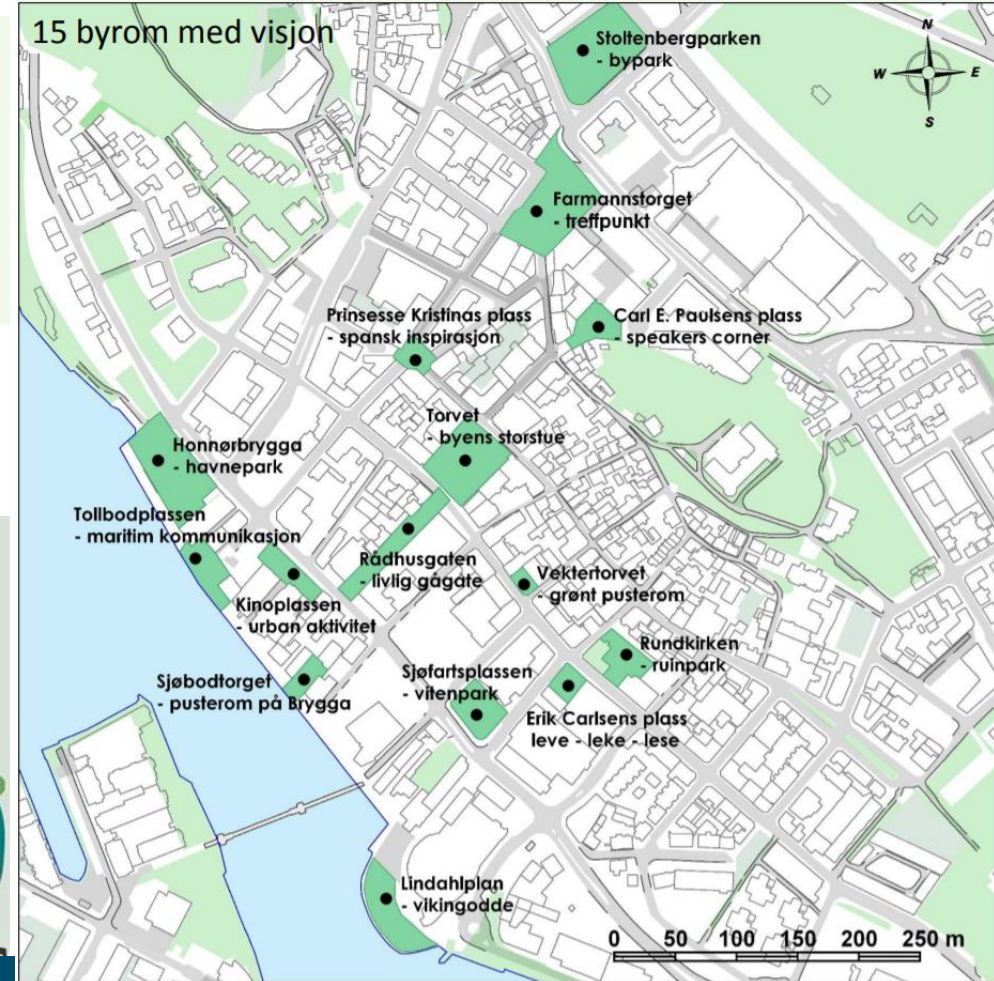 15 byrom med visjon
N
W
E
S
Stoltenbergparken
- bypark
Farmannstorget
- treffpunkt
Prinsesse Kristinas plass
- spansk inspirasjon
Carl E. Paulsens plass
- speakers corner
Torvet
- byens storstue
Honnørbrygga
- havnepark
Tollbodplassen
- maritim kommunikasjon
Rådhusgaten
- livlig gågate
Vektertorvet
- grønt pusterom
Kinoplassen
- urban aktivitet
Rundkirken
- ruinpark
Sjøfartsplassen
- vitenpark
Sjøbodtorget
- pusterom på Brygga
Erik Carlsens plass
leve - leke - lese
Lindahlplan
- vikingodde
0 50 100 150 200 250 m